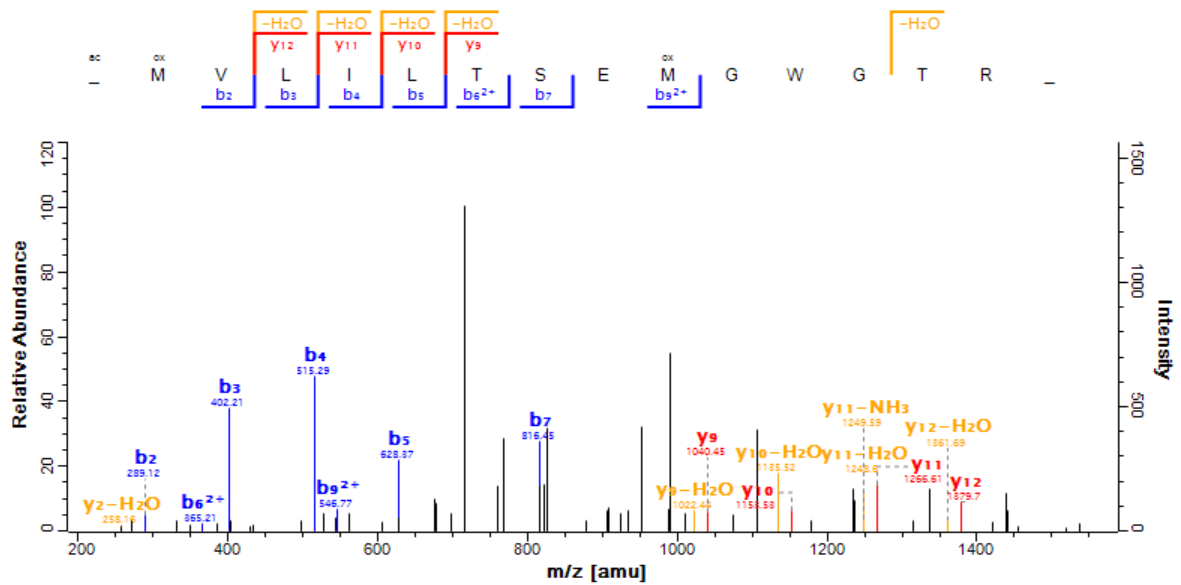 -H₂O -H₂O -H₂O -H₂O -H₂O
y₁₂ y₁₁ y₁₀ y₉
ac ox ox
_ M V L I L T S E M G W G T R _
b₂ b₃ b₄ b₅ b₆²⁺ b₇ b₉²⁺
Relative Abundance
120
100
80
60
40
20
0
y₂-H₂O
258.16
b₂
289.12
b₆²⁺
365.21
b₃
402.21
b₄
515.29
b₉²⁺
546.77
b₅
628.37
b₇
816.45
y₉-H₂O
1022.44
y₉
1040.45
y₁₀-H₂O
1135.52
y₁₀
1153.53
y₁₁-NH₃
1249.59
y₁₁-H₂O
1248.6
y₁₁
1266.61
y₁₂-H₂O
1361.69
y₁₂
1379.7
1500
1000
500
0
Intensity
200 400 600 800 1000 1200 1400
m/z [amu]